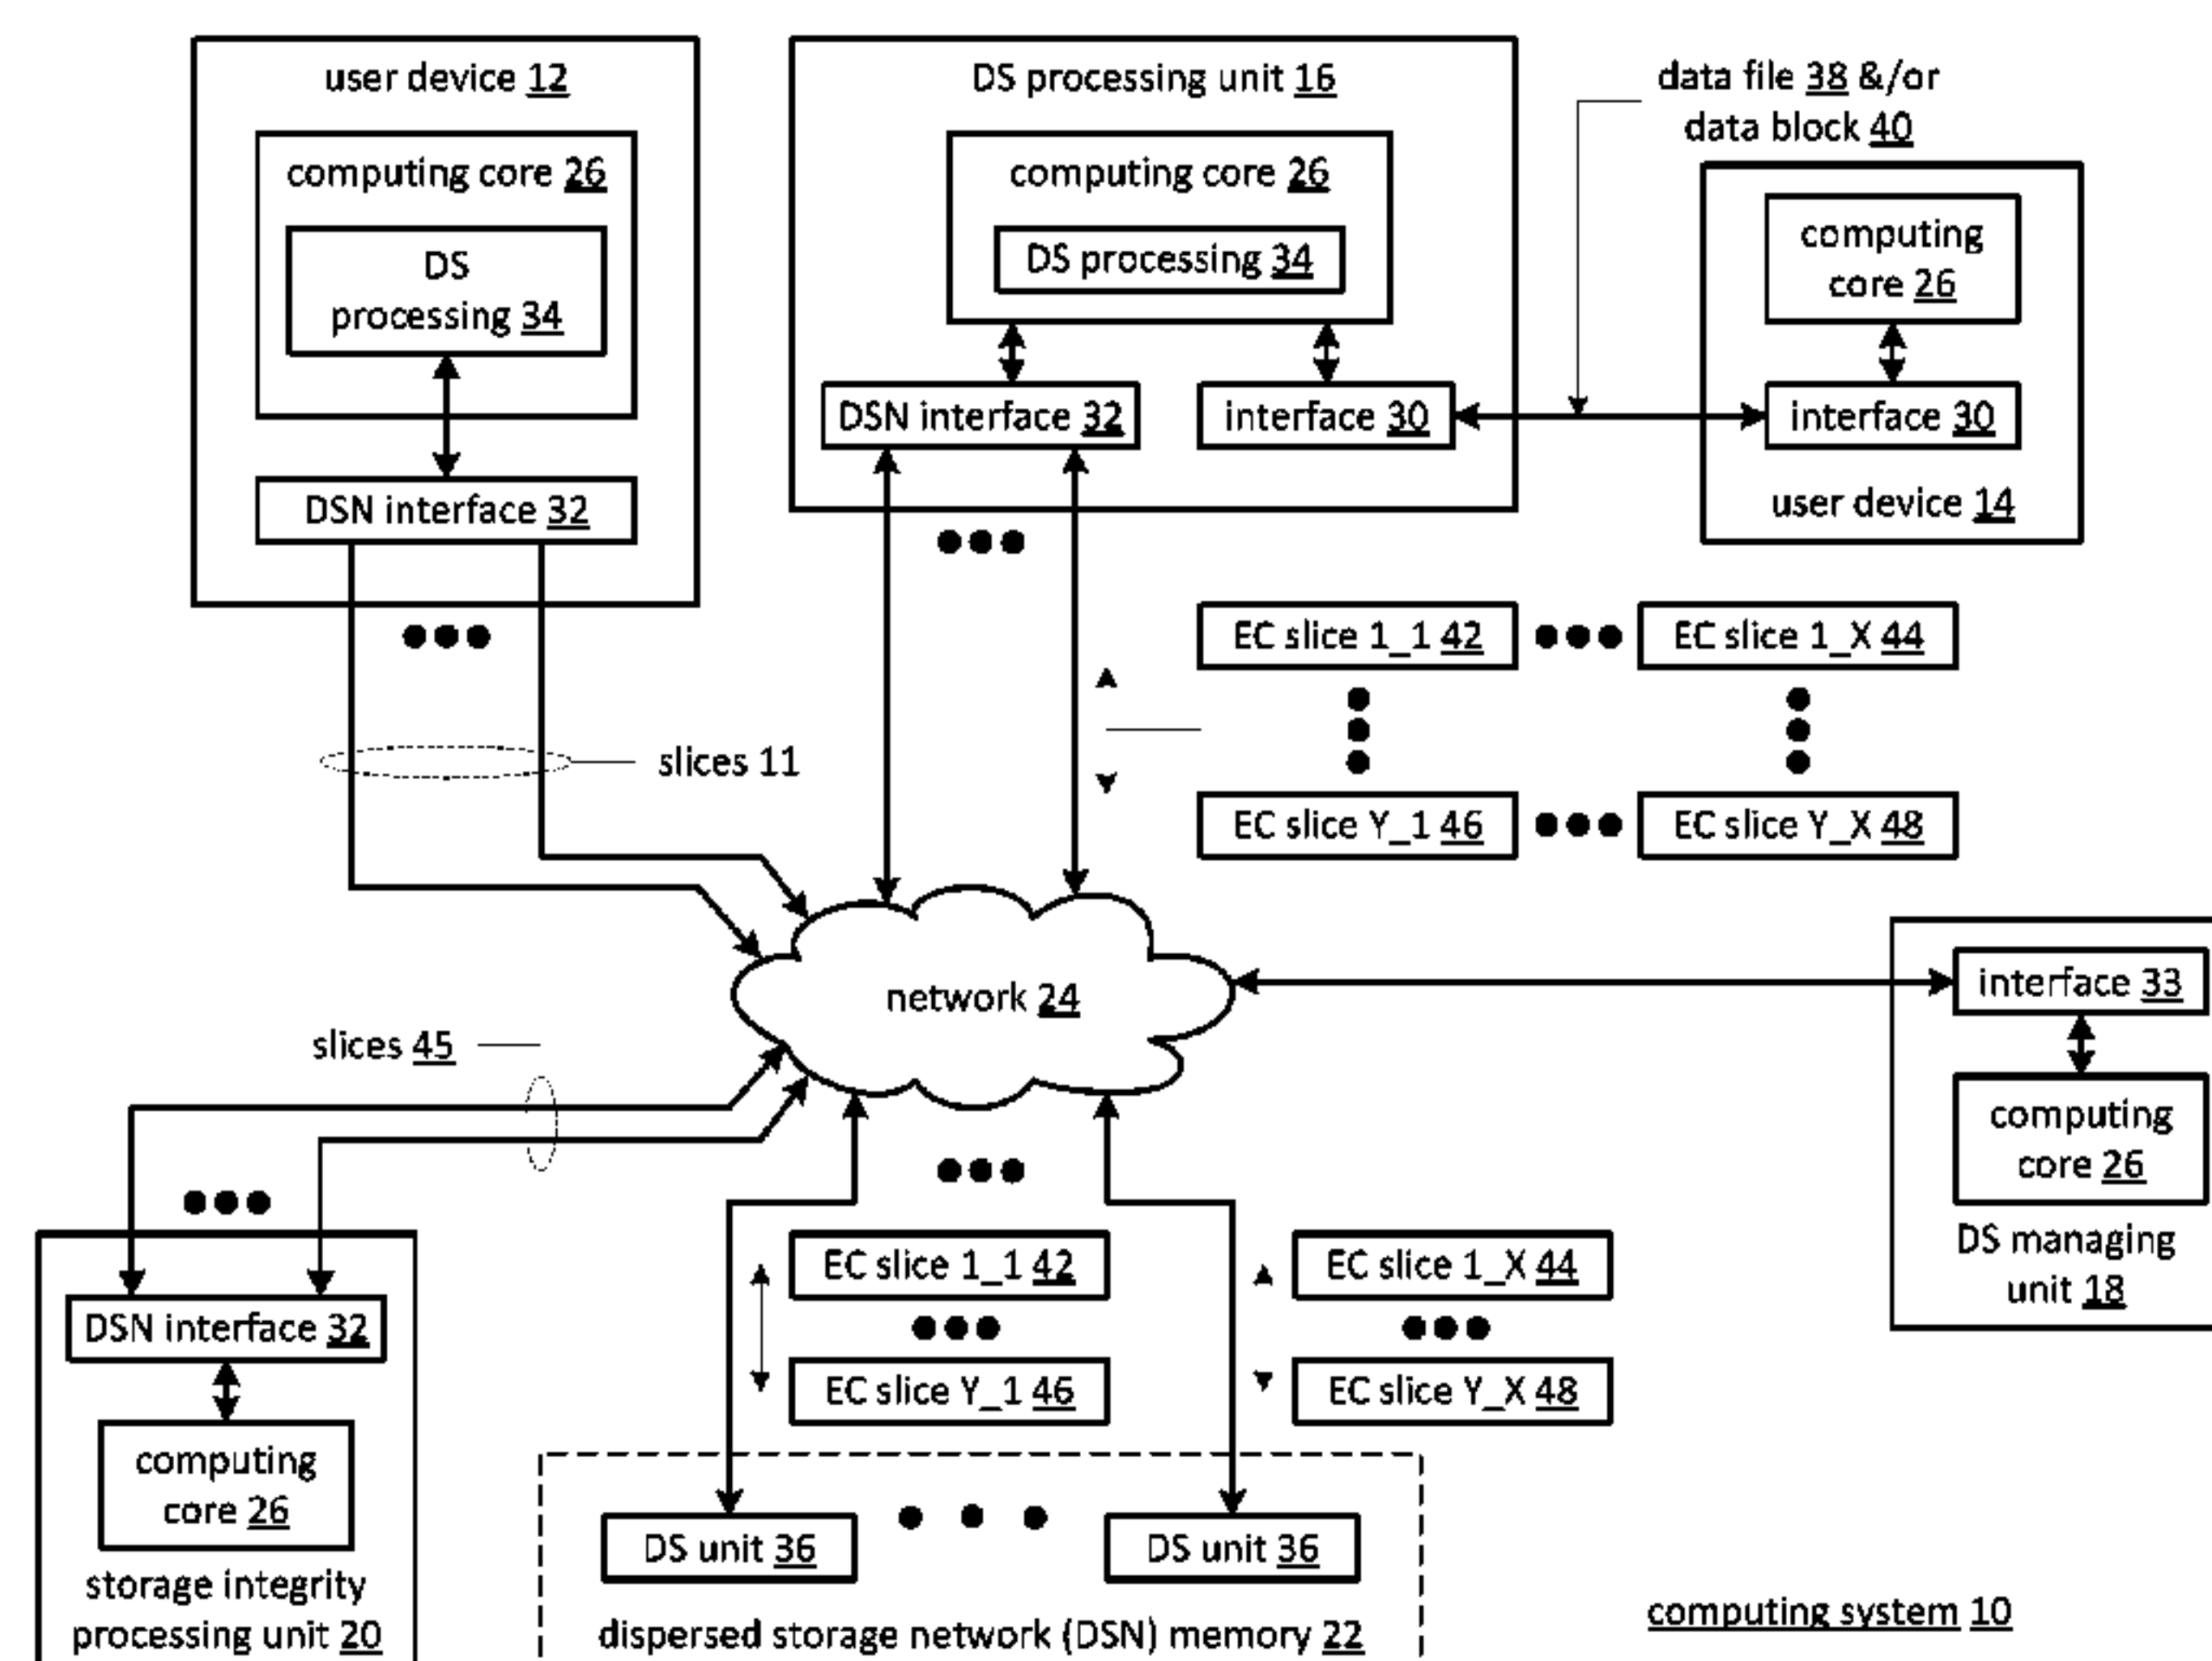 user device 12
computing core 26
DS
processing 34
DSN interface 32
DS processing unit 16
computing core 26
DS processing 34
DSN interface 32
interface 30
data file 38 &/or
data block 40
computing
core 26
interface 30
user device 14
slices 11
EC slice 1_1 42
EC slice 1_X 44
EC slice Y_1 46
EC slice Y_X 48
network 24
interface 33
computing
core 26
DS managing
unit 18
slices 45
DSN interface 32
computing
core 26
storage integrity
processing unit 20
EC slice 1_1 42
EC slice Y_1 46
EC slice 1_X 44
EC slice Y_X 48
DS unit 36
DS unit 36
dispersed storage network (DSN) memory 22
computing system 10